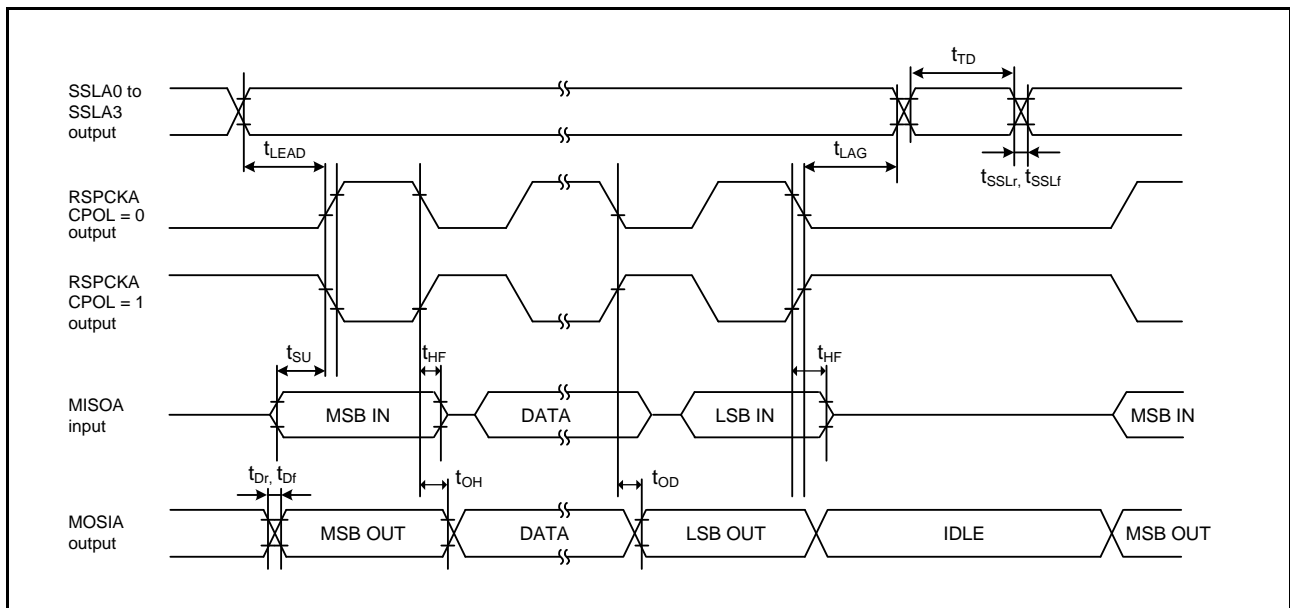 tTD
SSLA0 to
SSLA3
output
tLEAD
tLAG
tSSLr, tSSLf
RSPCKA
CPOL = 0
output
RSPCKA
CPOL = 1
output
tSU
tHF
tHF
MISOA
input
MSB IN
DATA
LSB IN
MSB IN
tDr, tDf
tOH
tOD
MOSIA
output
MSB OUT
DATA
LSB OUT
IDLE
MSB OUT